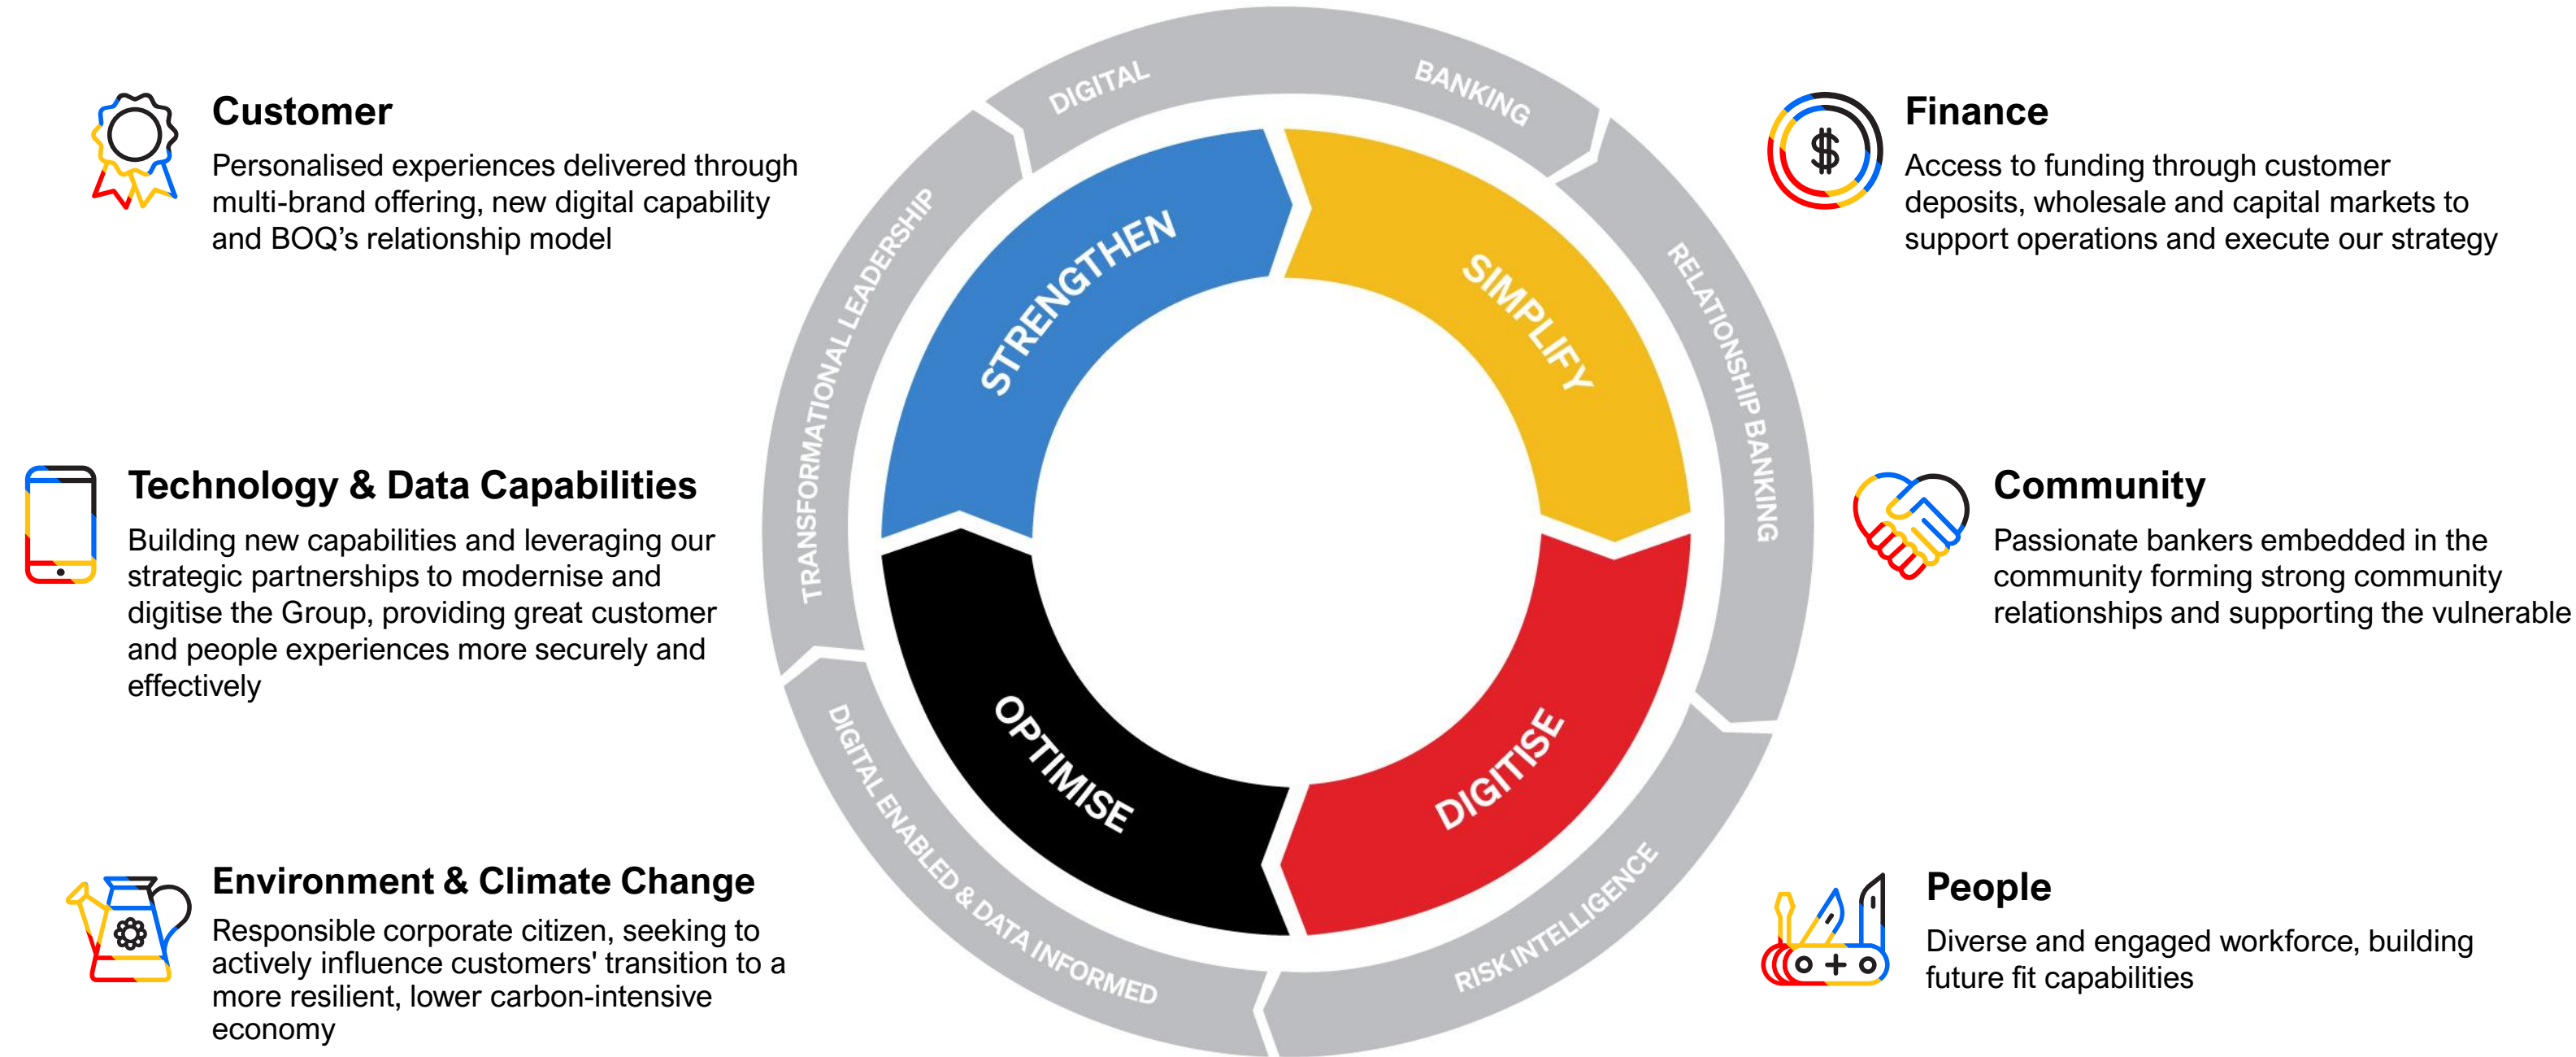 Customer
Personalised experiences delivered through
multi-brand offering, new digital capability
and BOQ's relationship model
Technology & Data Capabilities
Building new capabilities and leveraging our
strategic partnerships to modernise and
digitise the Group, providing great customer
and people experiences more securely and
effectively
Environment & Climate Change
Responsible corporate citizen, seeking to
actively influence customers' transition to a
more resilient, lower carbon-intensive
economy
DIGITAL BANKING
RELATIONSHIP BANKING
RISK INTELLIGENCE
DIGITAL ENABLED & DATA INFORMED
TRANSFORMATIONAL LEADERSHIP
STRENGTHEN
SIMPLIFY
DIGITISE
OPTIMISE
Finance
$
Access to funding through customer
deposits, wholesale and capital markets to
support operations and execute our strategy
Community
Passionate bankers embedded in the
community forming strong community
relationships and supporting the vulnerable
People
Diverse and engaged workforce, building
future fit capabilities